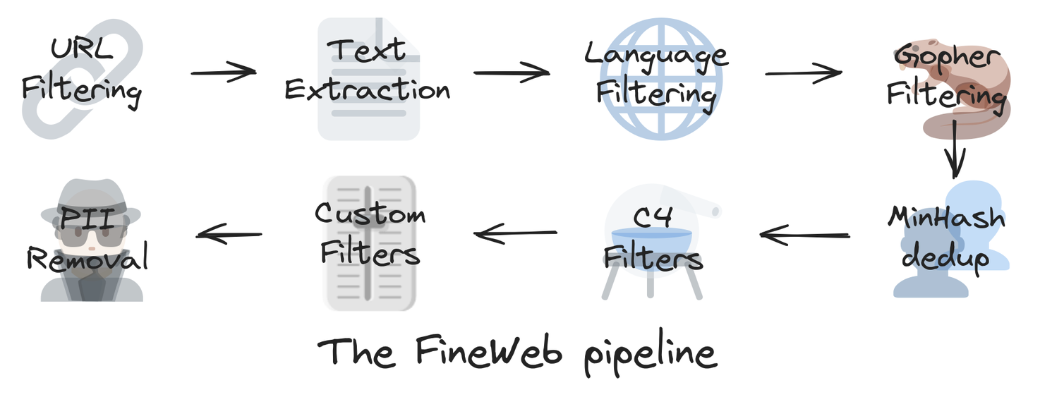 URL
Filtering
Text
Extraction
Language
Filtering
Gopher
Filtering
MinHash
dedup
C4
Filters
Custom
Filters
PII
Removal
The FineWeb pipeline